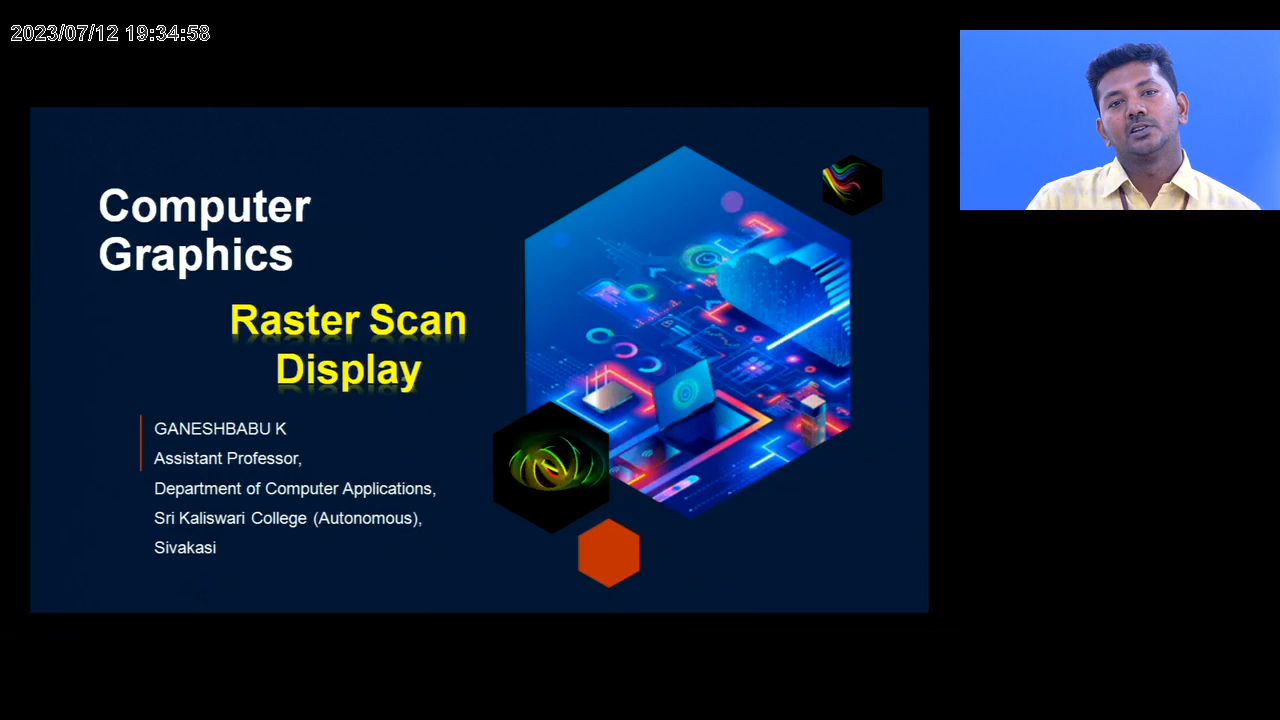 2023/07/12 19:34:58
Computer
Graphics
Raster Scan
Display
GANESHBABU K
Assistant Professor,
Department of Computer Applications,
Sri Kaliswari College (Autonomous),
Sivakasi